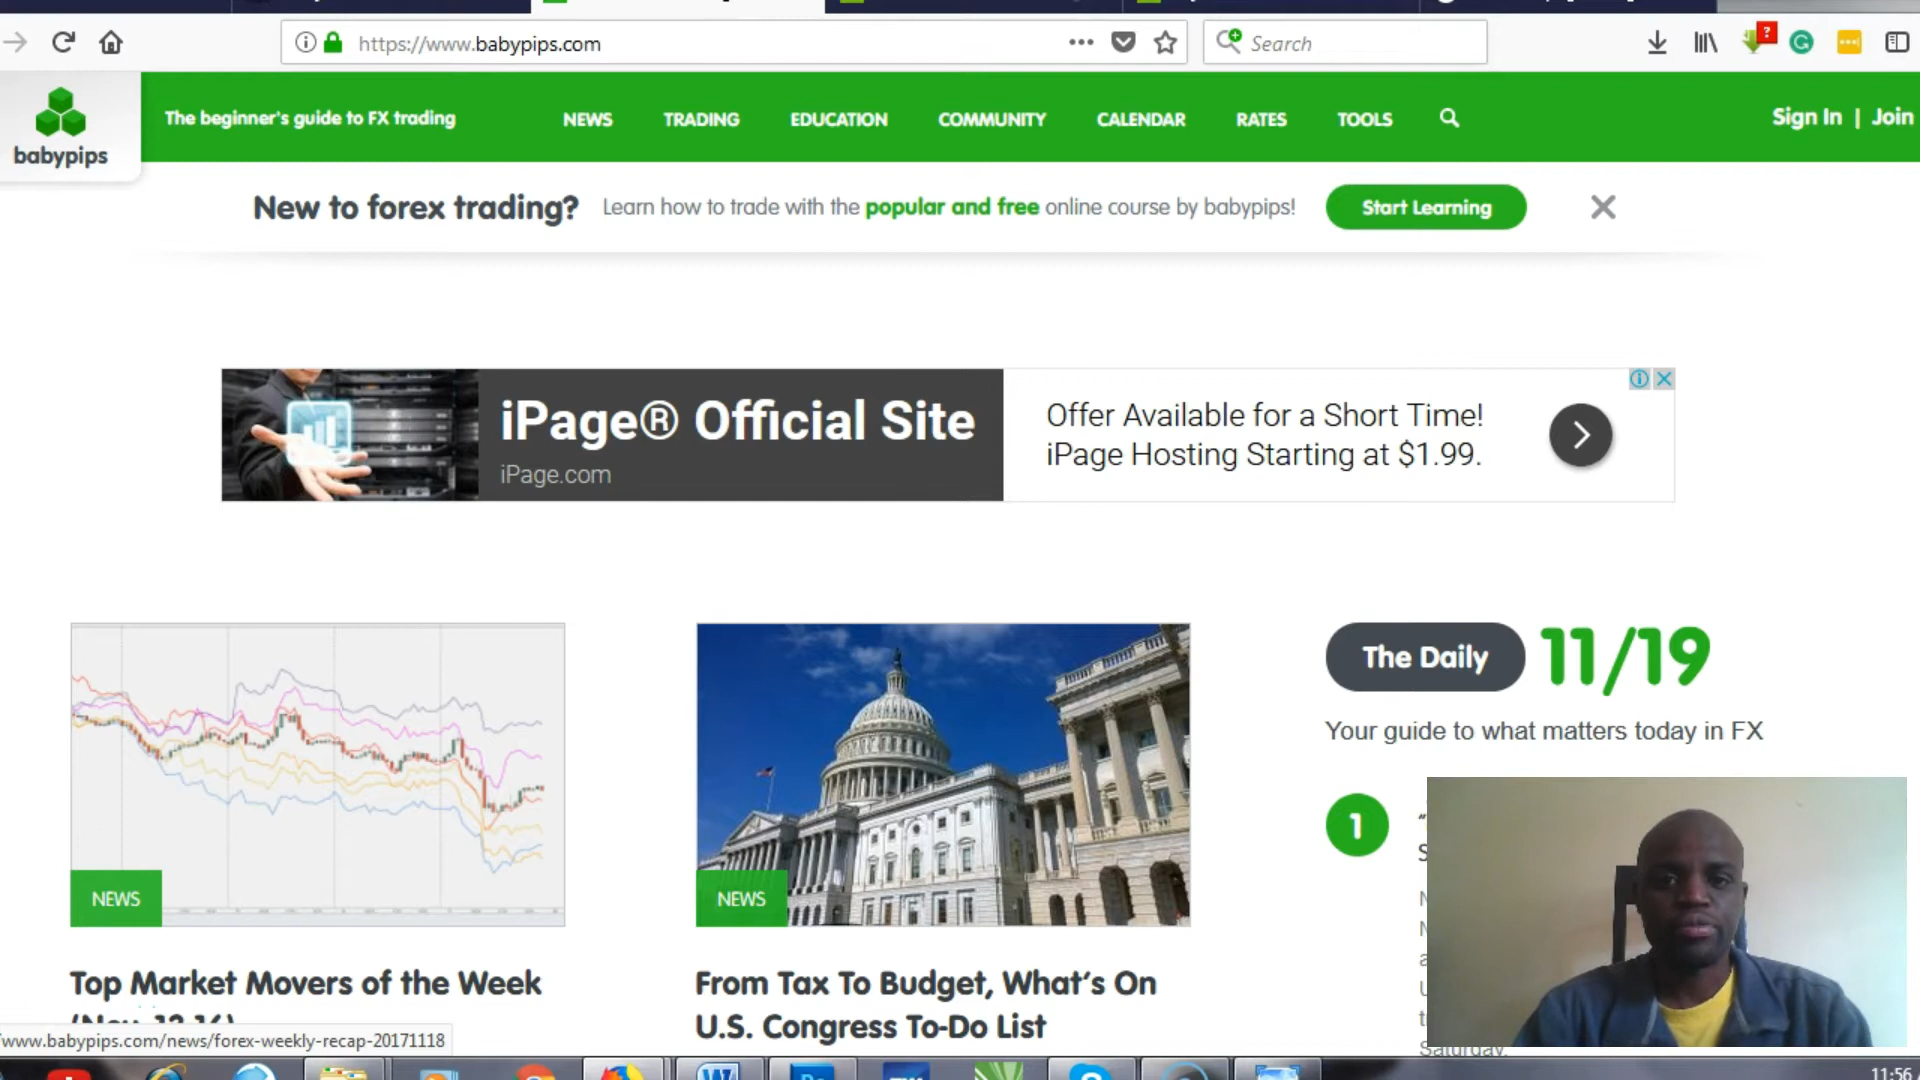 https://www.babypips.com
Search
?
babypips
The beginner's guide to FX trading
NEWS
TRADING
EDUCATION
COMMUNITY
CALENDAR
RATES
TOOLS
Sign In | Join
New to forex trading?
Learn how to trade with the popular and free online course by babypips!
Start Learning
iPage® Official Site
iPage.com
Offer Available for a Short Time!
iPage Hosting Starting at $1.99.
NEWS
Top Market Movers of the Week
NEWS
From Tax To Budget, What's On
U.S. Congress To-Do List
The Daily 11/19
Your guide to what matters today in FX
1
Saturday.
www.babypips.com/news/forex-weekly-recap-20171118
11:56